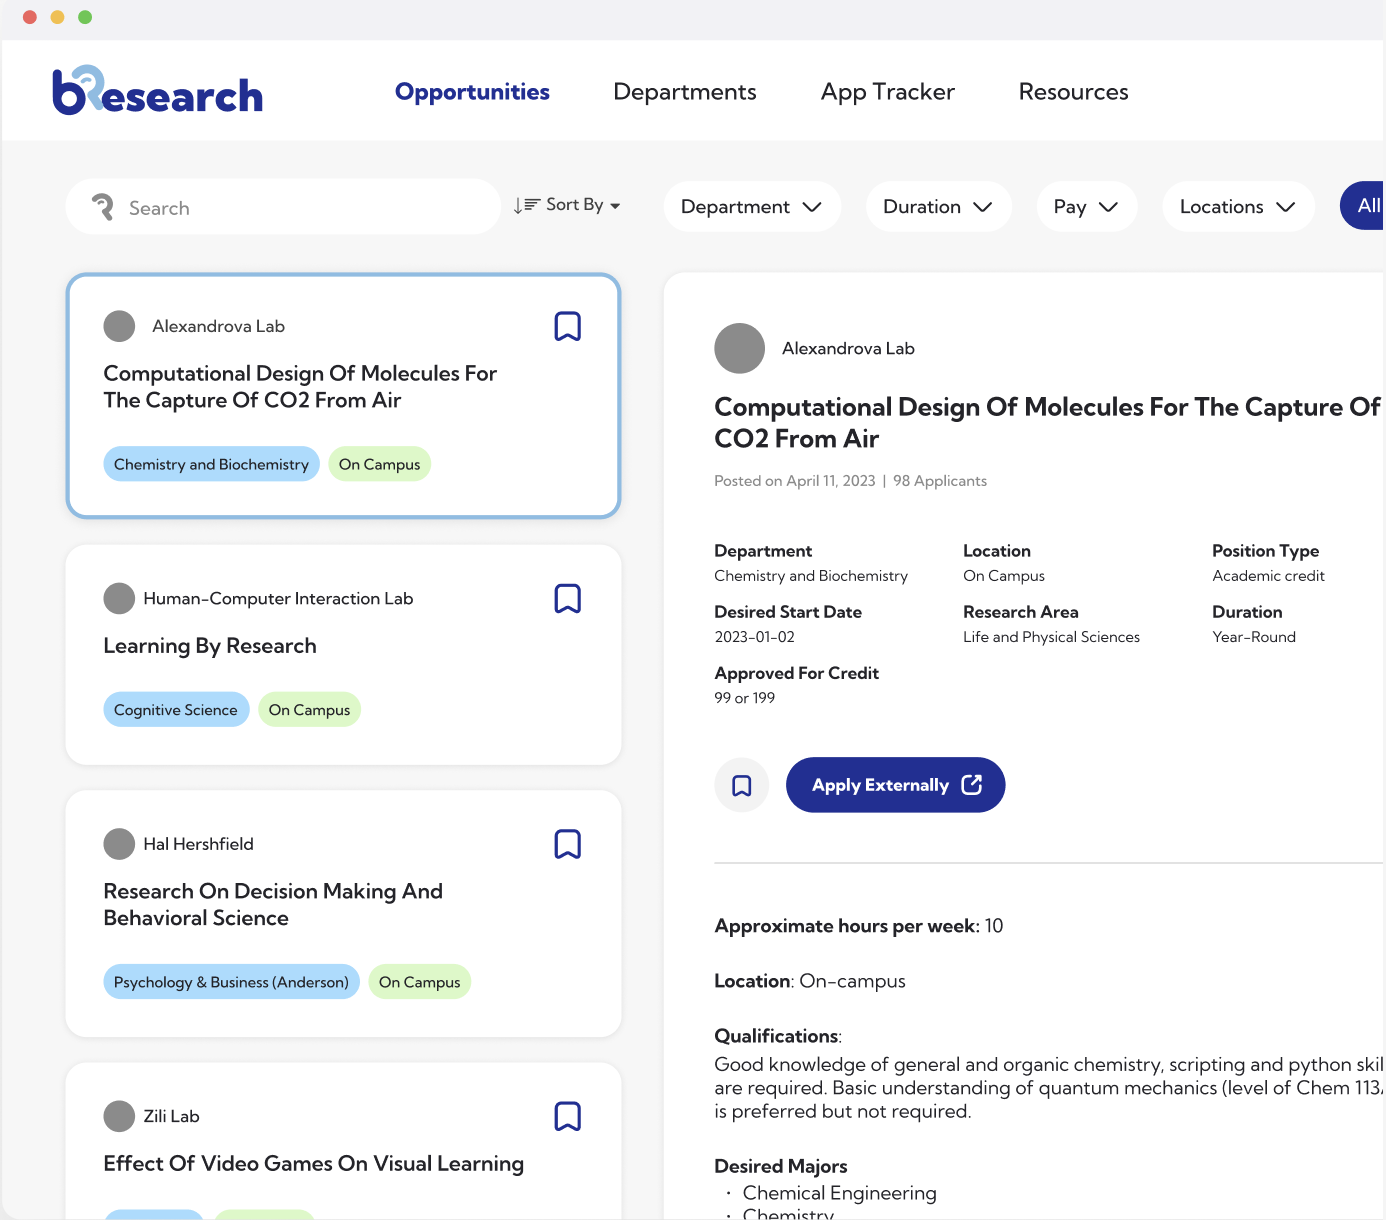 bResearch
Opportunities
Departments
App Tracker
Resources
Search
Sort By
Department
Duration
Pay
Locations
All
Alexandrova Lab
Computational Design Of Molecules For
The Capture Of CO2 From Air
Chemistry and Biochemistry
On Campus
Human-Computer Interaction Lab
Learning By Research
Cognitive Science
On Campus
Hal Hershfield
Research On Decision Making And
Behavioral Science
Psychology & Business (Anderson)
On Campus
Zili Lab
Effect Of Video Games On Visual Learning
Alexandrova Lab
Computational Design Of Molecules For The Capture Of
CO2 From Air
Posted on April 11, 2023 | 98 Applicants
Department
Chemistry and Biochemistry
Location
On Campus
Position Type
Academic credit
Desired Start Date
2023-01-02
Research Area
Life and Physical Sciences
Duration
Year-Round
Approved For Credit
99 or 199
Apply Externally
Approximate hours per week: 10
Location: On-campus
Qualifications:
Good knowledge of general and organic chemistry, scripting and python skil
are required. Basic understanding of quantum mechanics (level of Chem 113A
is preferred but not required.
Desired Majors
· Chemical Engineering
· Chemistry